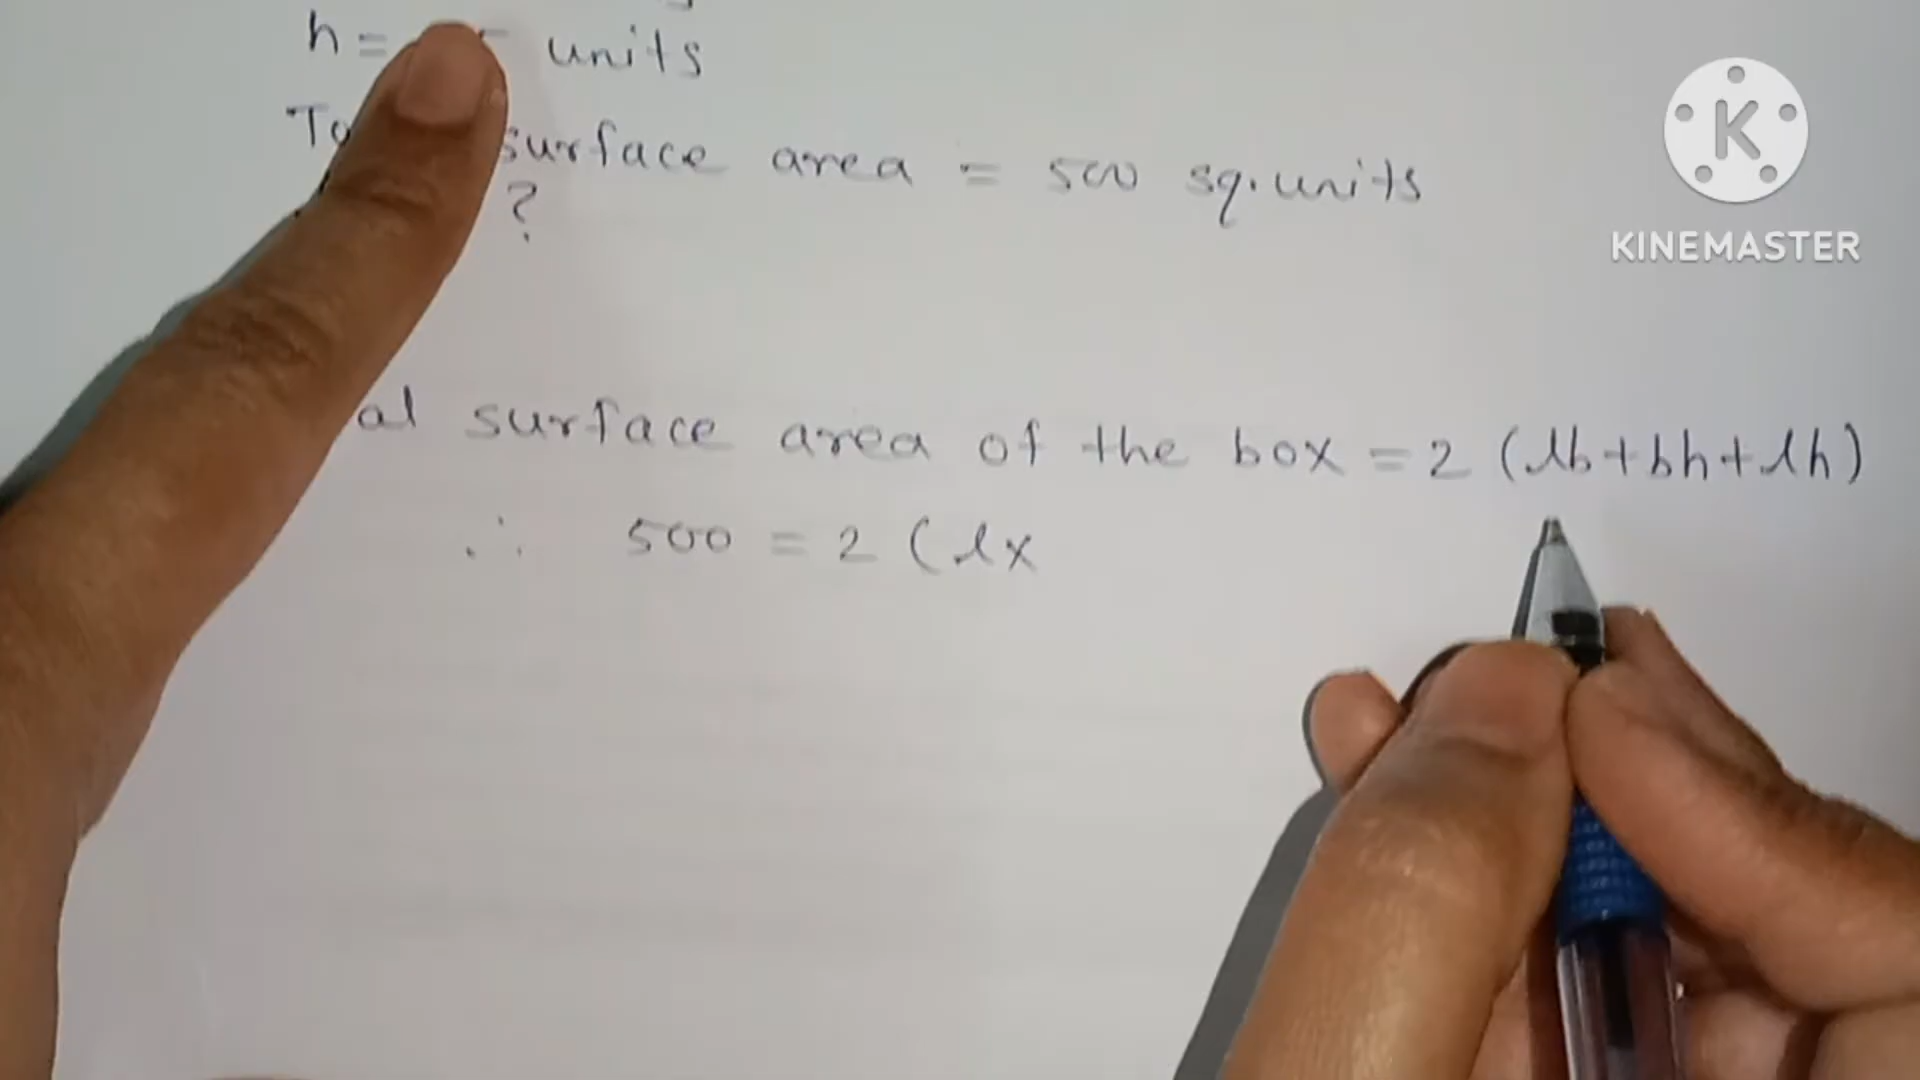 h = units
surface area = 500 sq. units
?
K
KINEMASTER
al surface area of the box = 2 (lb+bh+lh)
∴ 500 = 2 (lx